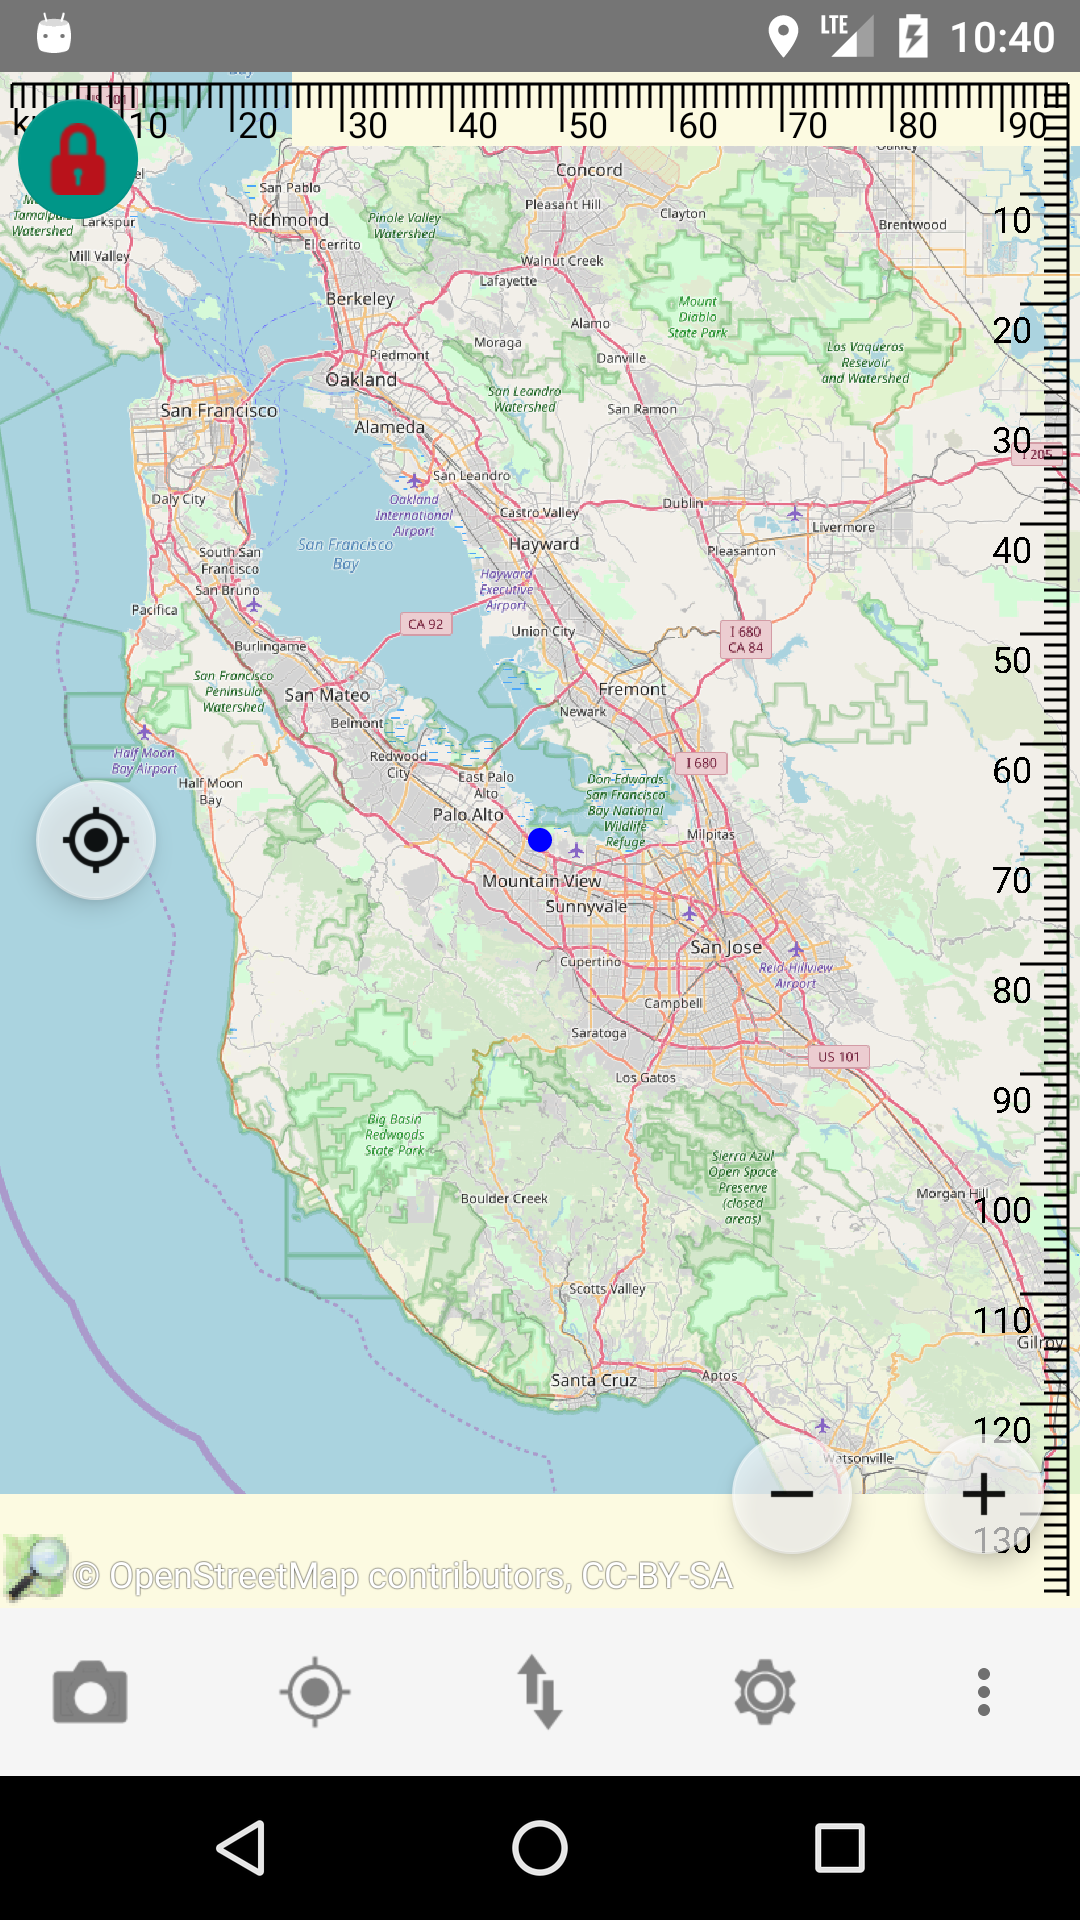 LTE 10:40
US 101
10 20 30 40 50 60 70 80 90
Oakley
Concord
San Pablo
Pleasant Hill
Clayton
Tamalpais
Watershed
Larkspur
Richmond
Pinole Valley
Watershed
10
Brentwood
El Cerrito
Mill Valley
Walnut Creek
Lafayette
Berkeley
Mount
Diablo
State Park
Alamo
20
Moraga
Piedmont
Danville
Los Vaqueros
Resevoir
and Watershed
Oakland
San Leandro
Watershed
San Francisco
San Ramon
Alameda
30
I 205
San Leandro
Daly City
Oakland
International
Airport
Castro Valley
Dublin
Livermore
San Francisco
Bay
Hayward
Pleasanton
40
South San
Francisco
Hayward
Executive
Airport
San Bruno
Pacifica
CA 92
Union City
I 680
CA 84
Burlingame
50
San Francisco
Peninsula
Watershed
San Mateo
Fremont
Newark
Belmont
Half Moon
Bay Airport
Redwood
City
I 680
60
East Palo
Alto
Half Moon
Bay
Don Edwards
San Francisco
Bay National
Wildlife
Refuge
Palo Alto
Milpitas
Mountain View
70
Sunnyvale
San Jose
Cupertino
Reid-Hillview
Airport
80
Campbell
Saratoga
US 101
Los Gatos
90
Big Basin
Redwoods
State Park
Sierra Azul
Open Space
Preserve
(closed
areas)
Boulder Creek
Morgan Hill
100
Scotts Valley
110
Gilroy
Santa Cruz
Aptos
120
Watsonville
130
© OpenStreetMap contributors, CC-BY-SA